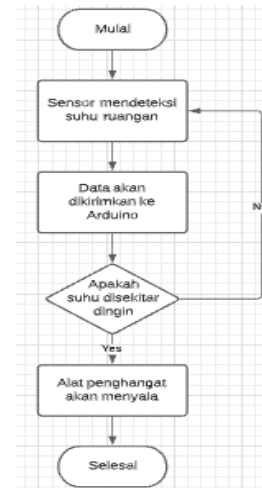 Mulai
Sensor mendeteksi
suhu ruangan
Data akan
dikirimkan ke
Arduino
N
Apakah
suhu disekitar
dingin
Yes
Alat penghangat
akan menyala
Selesai